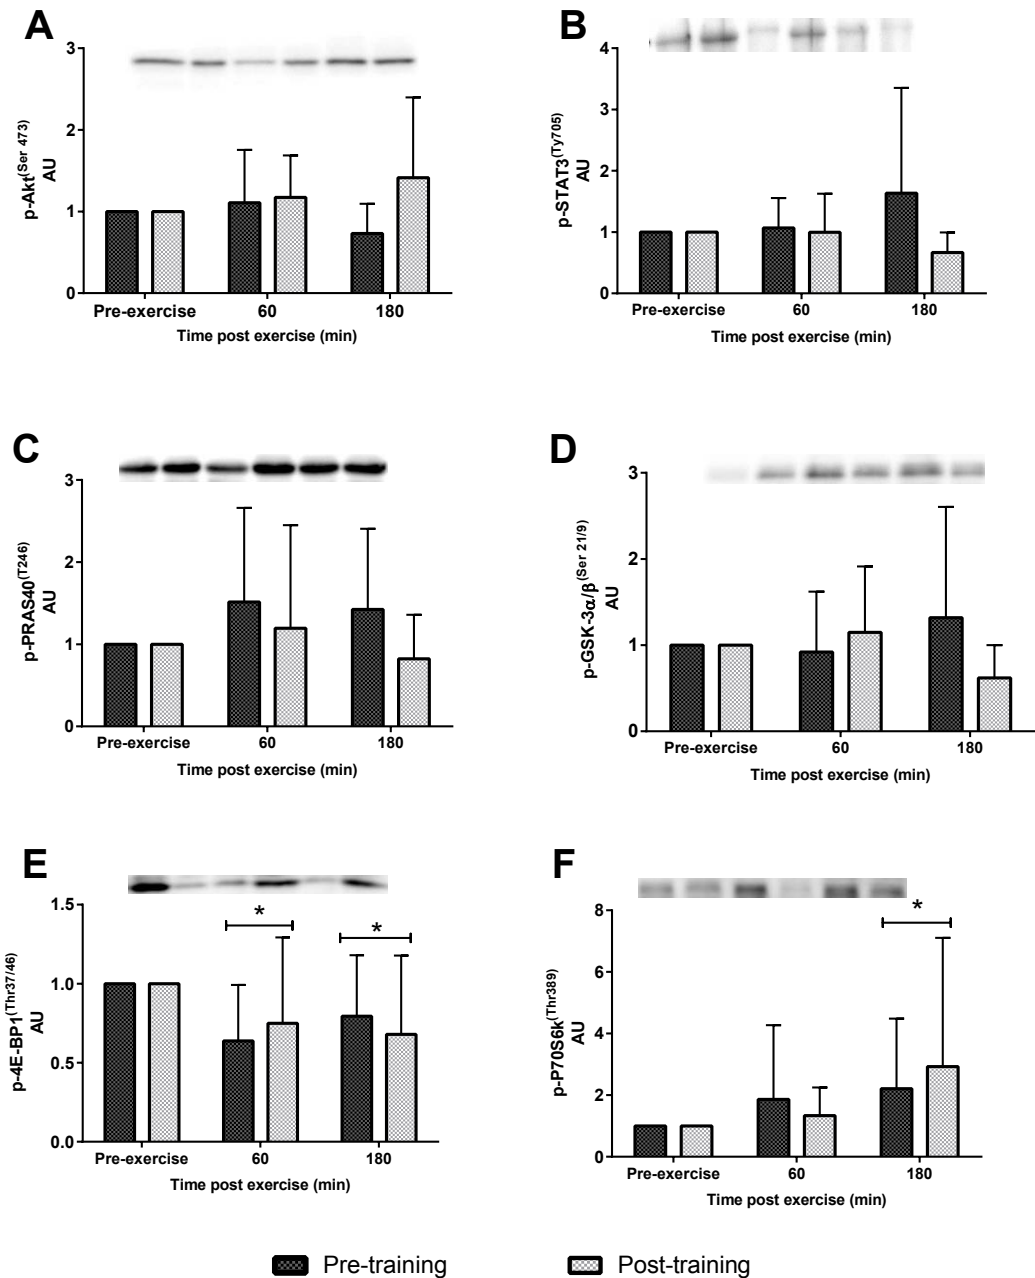 A
3
2
1
0
p-Akt(Ser 473)
AU
Pre-exercise 60 180
Time post exercise (min)
B
4
3
2
1
0
p-STAT3(Ty705)
AU
Pre-exercise 60 180
Time post exercise (min)
C
3
2
1
0
p-PRAS40(T246)
AU
Pre-exercise 60 180
Time post exercise (min)
D
3
2
1
0
p-GSK-3α/β(Ser 21/9)
AU
Pre-exercise 60 180
Time post exercise (min)
E
1.5
1.0
0.5
0.0
p-4E-BP1(Thr37/46)
AU
* *
Pre-exercise 60 180
Time post exercise (min)
F
8
6
4
2
0
p-P70S6k(Thr389)
AU
*
Pre-exercise 60 180
Time post exercise (min)
Pre-training Post-training